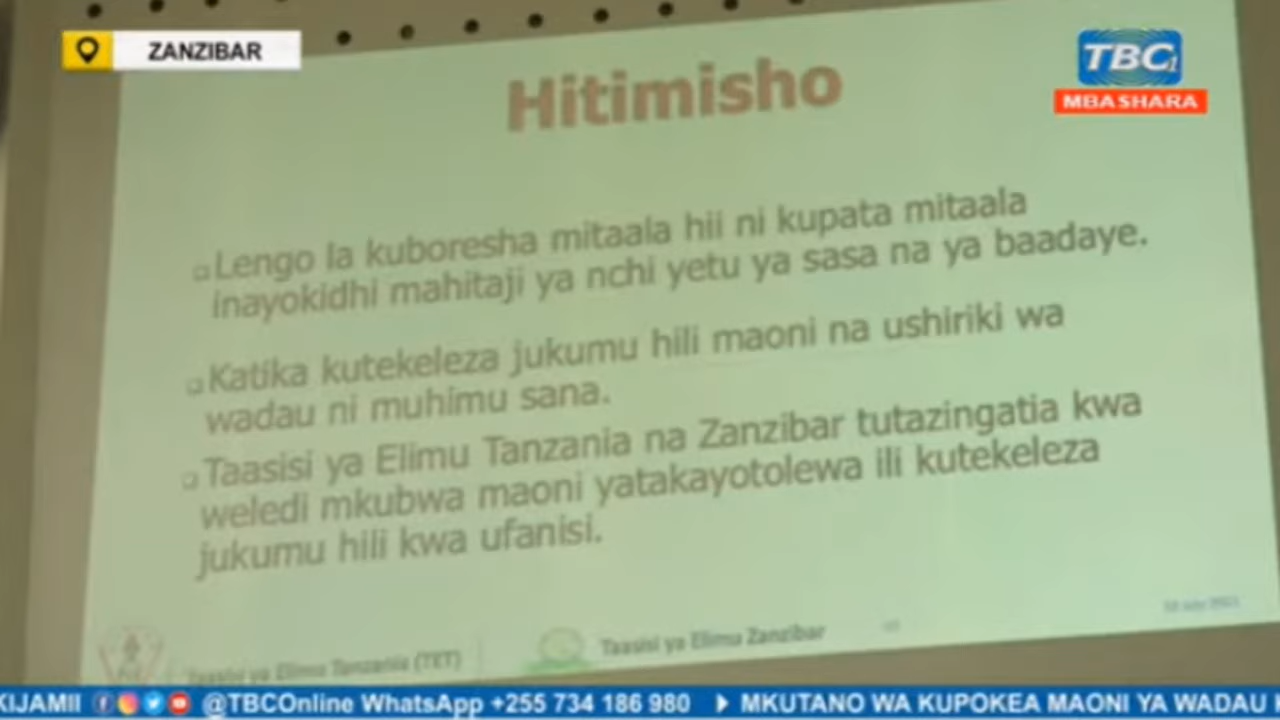 ZANZIBAR
TBC1
MBASHARA
Hitimisho
Lengo la kuboresha mitaala hii ni kupata mitaala
inayokidhi mahitaji ya nchi yetu ya sasa na ya baadaye.
Katika kutekeleza jukumu hili maoni na ushiriki wa
wadau ni muhimu sana.
Taasisi ya Elimu Tanzania na Zanzibar tutazingatia kwa
weledi mkubwa maoni yatakayotolewa ili kutekeleza
jukumu hili kwa ufanisi.
Taasisi ya Elimu Tanzania (TET)
Taasisi ya Elimu Zanzibar
KIJAMII @TBCOnline WhatsApp +255 734 186 980 MKUTANO WA KUPOKEA MAONI YA WADAU